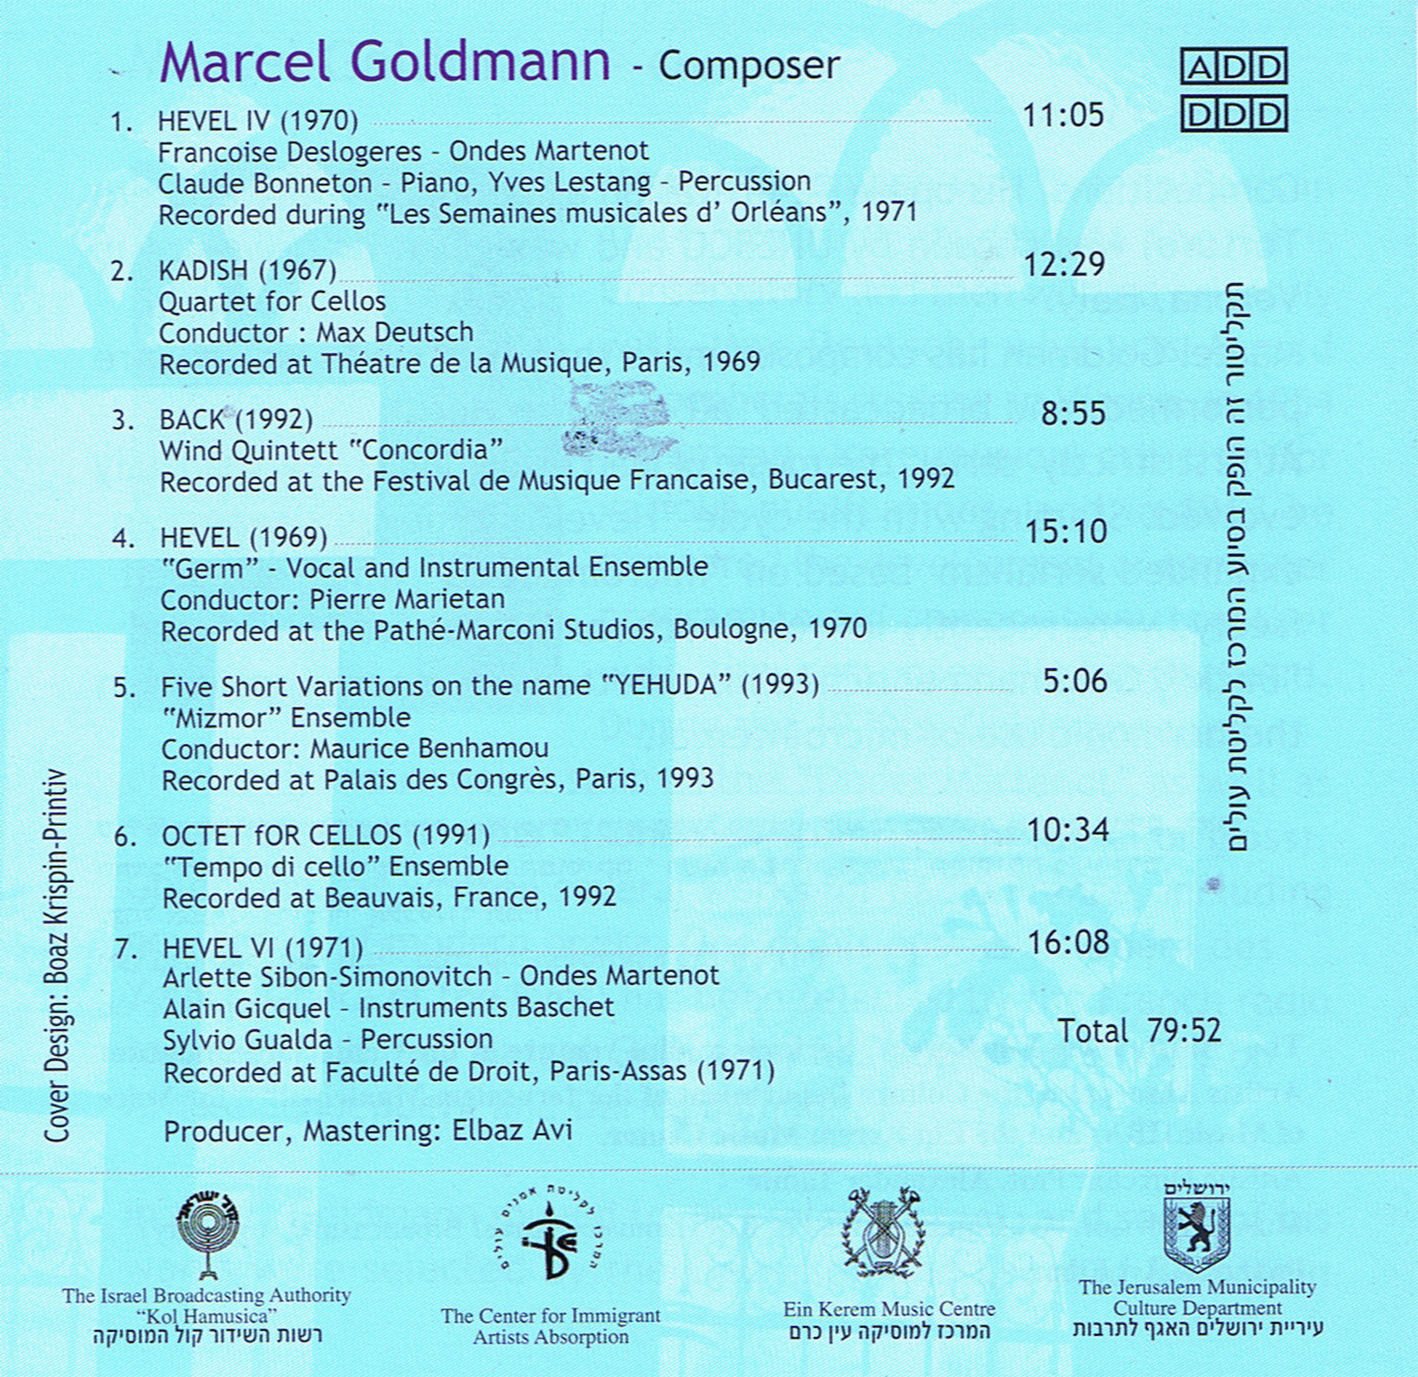 Marcel Goldmann - Composer
ADD
DDD
1. HEVEL IV (1970) 11:05
Francoise Deslogeres - Ondes Martenot
Claude Bonneton - Piano, Yves Lestang - Percussion
Recorded during "Les Semaines musicales d' Orléans", 1971
2. KADISH (1967) 12:29
Quartet for Cellos
Conductor : Max Deutsch
Recorded at Théatre de la Musique, Paris, 1969
3. BACK (1992) 8:55
Wind Quintett "Concordia"
Recorded at the Festival de Musique Francaise, Bucarest, 1992
4. HEVEL (1969) 15:10
"Germ" - Vocal and Instrumental Ensemble
Conductor: Pierre Marietan
Recorded at the Pathé-Marconi Studios, Boulogne, 1970
5. Five Short Variations on the name "YEHUDA" (1993) 5:06
"Mizmor" Ensemble
Conductor: Maurice Benhamou
Recorded at Palais des Congrès, Paris, 1993
6. OCTET fOR CELLOS (1991) 10:34
"Tempo di cello" Ensemble
Recorded at Beauvais, France, 1992
7. HEVEL VI (1971) 16:08
Arlette Sibon-Simonovitch - Ondes Martenot
Alain Gicquel - Instruments Baschet
Sylvio Gualda - Percussion
Recorded at Faculté de Droit, Paris-Assas (1971)
Total 79:52
Producer, Mastering: Elbaz Avi
Cover Design: Boaz Krispin-Printiv
תקליטור זה הופק בסיוע המרכז לקליטת עולים
קול ישראל
The Israel Broadcasting Authority
"Kol Hamusica"
רשות השידור קול המוסיקה
המרכז לקליטת אמנים עולים
The Center for Immigrant
Artists Absorption
Ein Kerem Music Centre
המרכז למוסיקה עין כרם
ירושלים
The Jerusalem Municipality
Culture Department
עיריית ירושלים האגף לתרבות